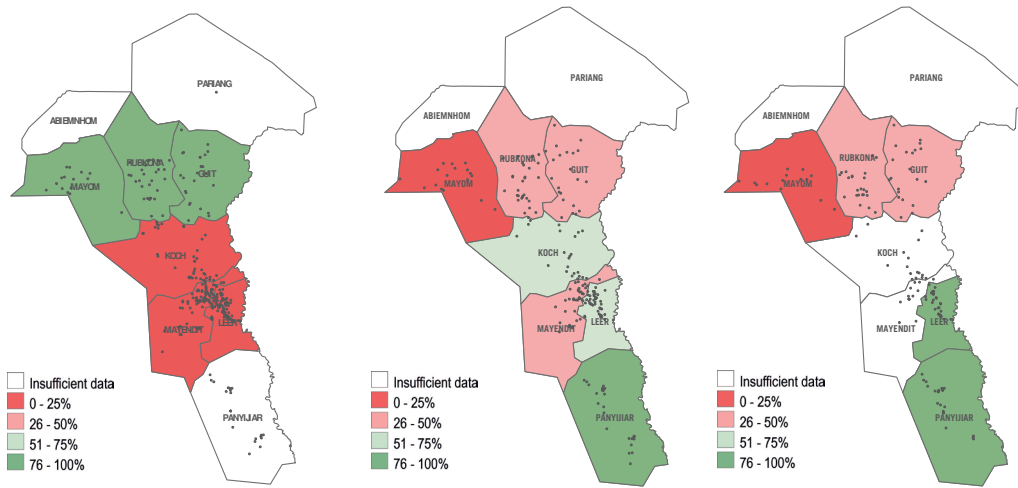 PARIANG
ABIEMNHOM
RUBKONA
GUIT
MAYOM
KOCH
LEER
MAYENDIT
PANYIJIAR
Insufficient data
0 - 25%
26 - 50%
51 - 75%
76 - 100%
PARIANG
ABIEMNHOM
RUBKONA
GUIT
MAYOM
KOCH
LEER
MAYENDIT
PANYIJIAR
Insufficient data
0 - 25%
26 - 50%
51 - 75%
76 - 100%
PARIANG
ABIEMNHOM
RUBKONA
GUIT
MAYOM
KOCH
LEER
MAYENDIT
PANYIJIAR
Insufficient data
0 - 25%
26 - 50%
51 - 75%
76 - 100%